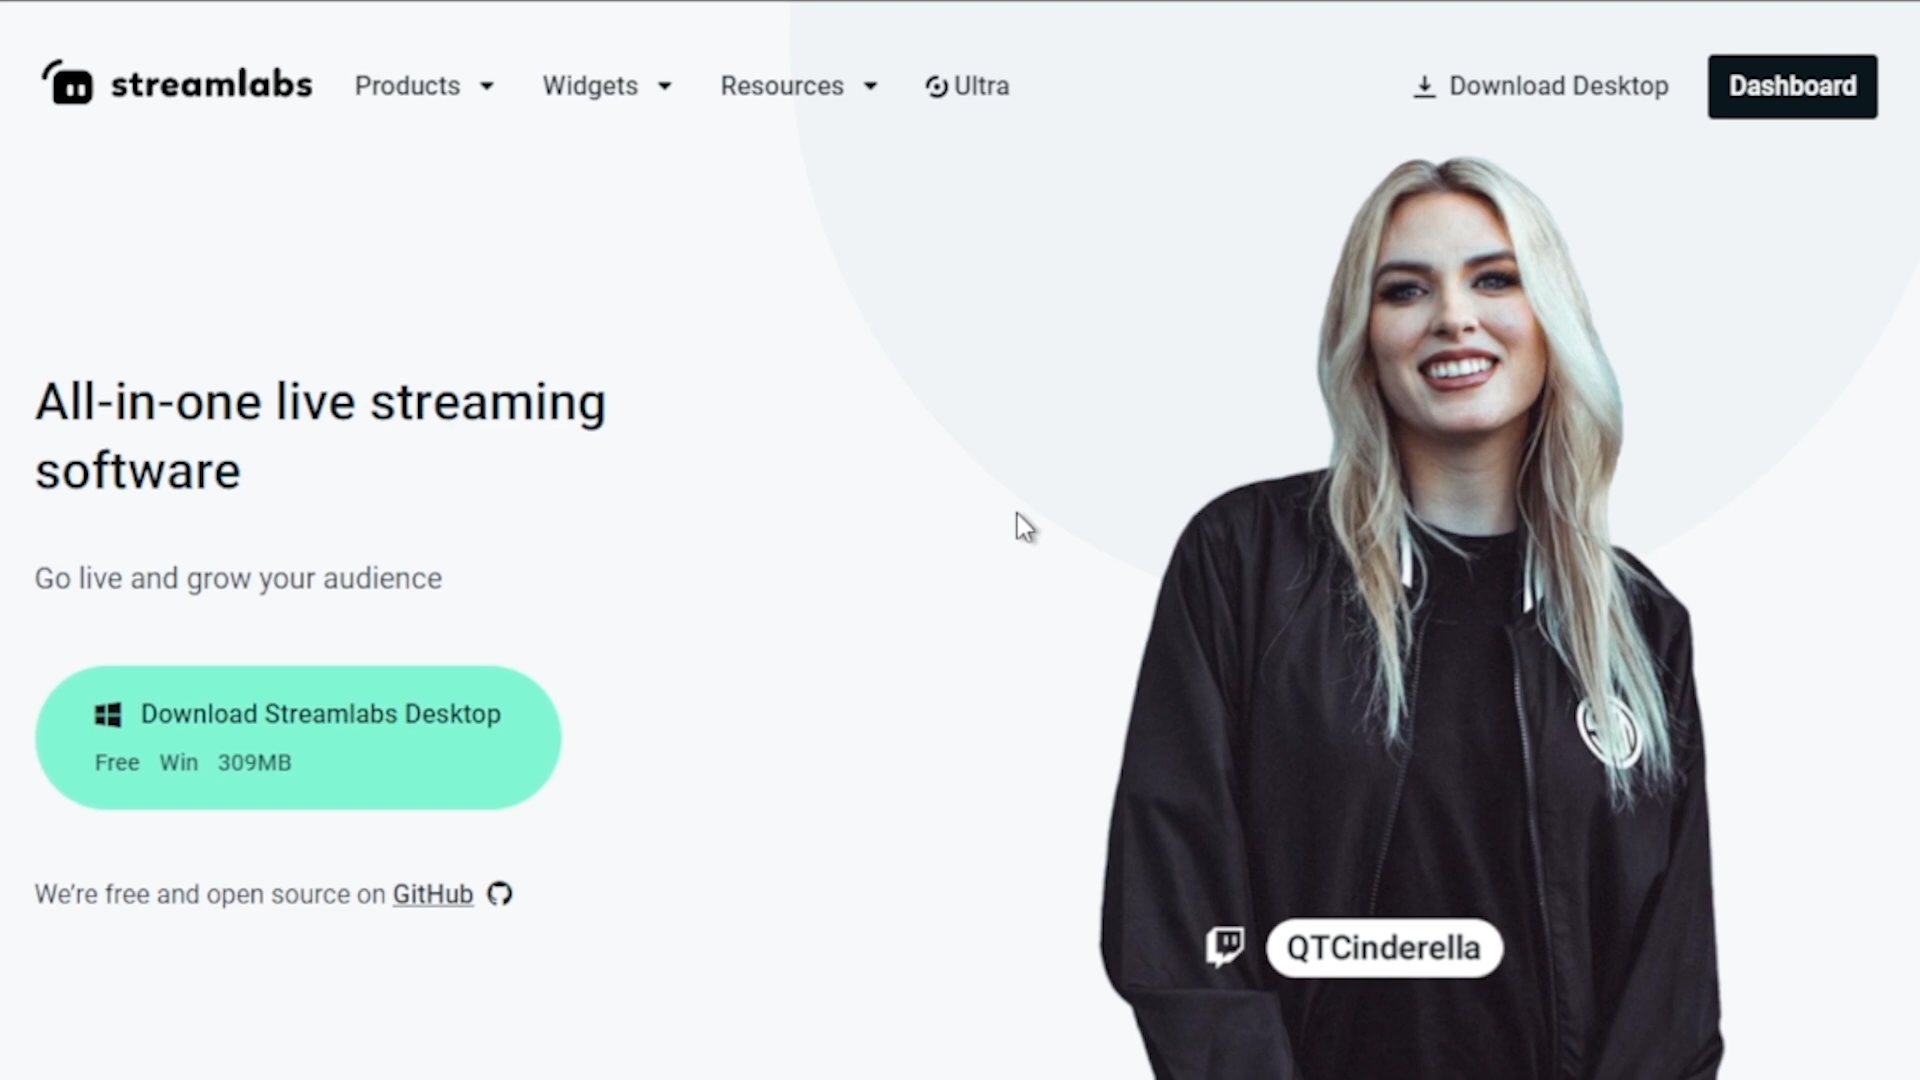 streamlabs Products Widgets Resources Ultra Download Desktop Dashboard
All-in-one live streaming
software
Go live and grow your audience
Download Streamlabs Desktop
Free Win 309MB
We're free and open source on GitHub
QTCinderella